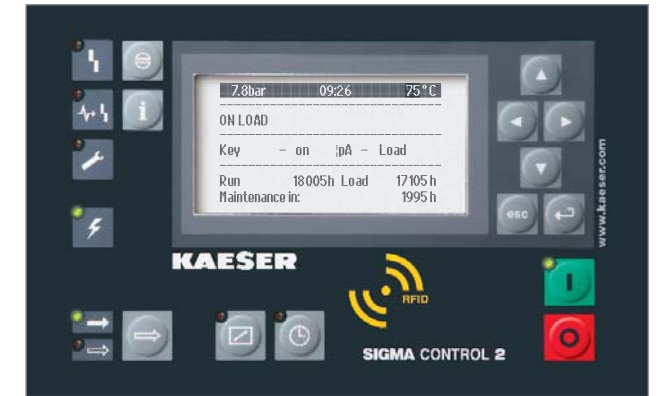 7.8bar 09:26 75°C
ON LOAD
Key - on ¦pA - Load
Run 18005h Load 17105h
Maintenance in: 1995h
esc
www.kaeser.com
KAESER
RFID
SIGMA CONTROL 2